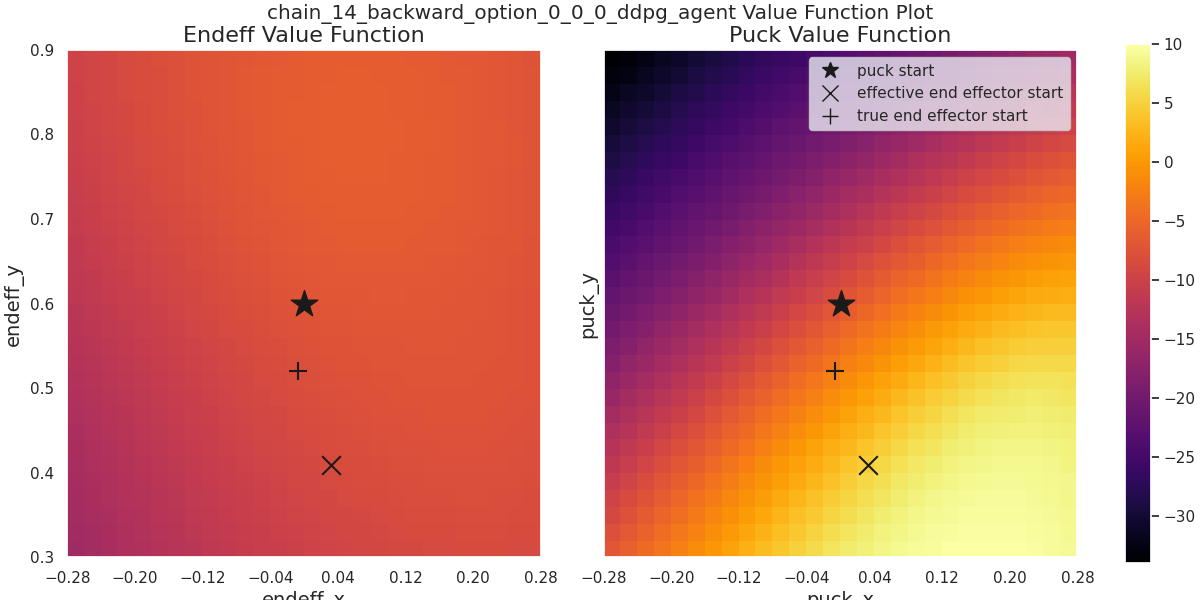 chain_14_backward_option_0_0_0_ddpg_agent Value Function Plot
Endeff Value Function
Puck Value Function
0.9
0.8
0.7
0.6
0.5
0.4
0.3
endeff_y
−0.28 −0.20 −0.12 −0.04 0.04 0.12 0.20 0.28
endeff_x
puck start
effective end effector start
true end effector start
puck_y
−0.28 −0.20 −0.12 −0.04 0.04 0.12 0.20 0.28
puck_x
10
5
0
−5
−10
−15
−20
−25
−30